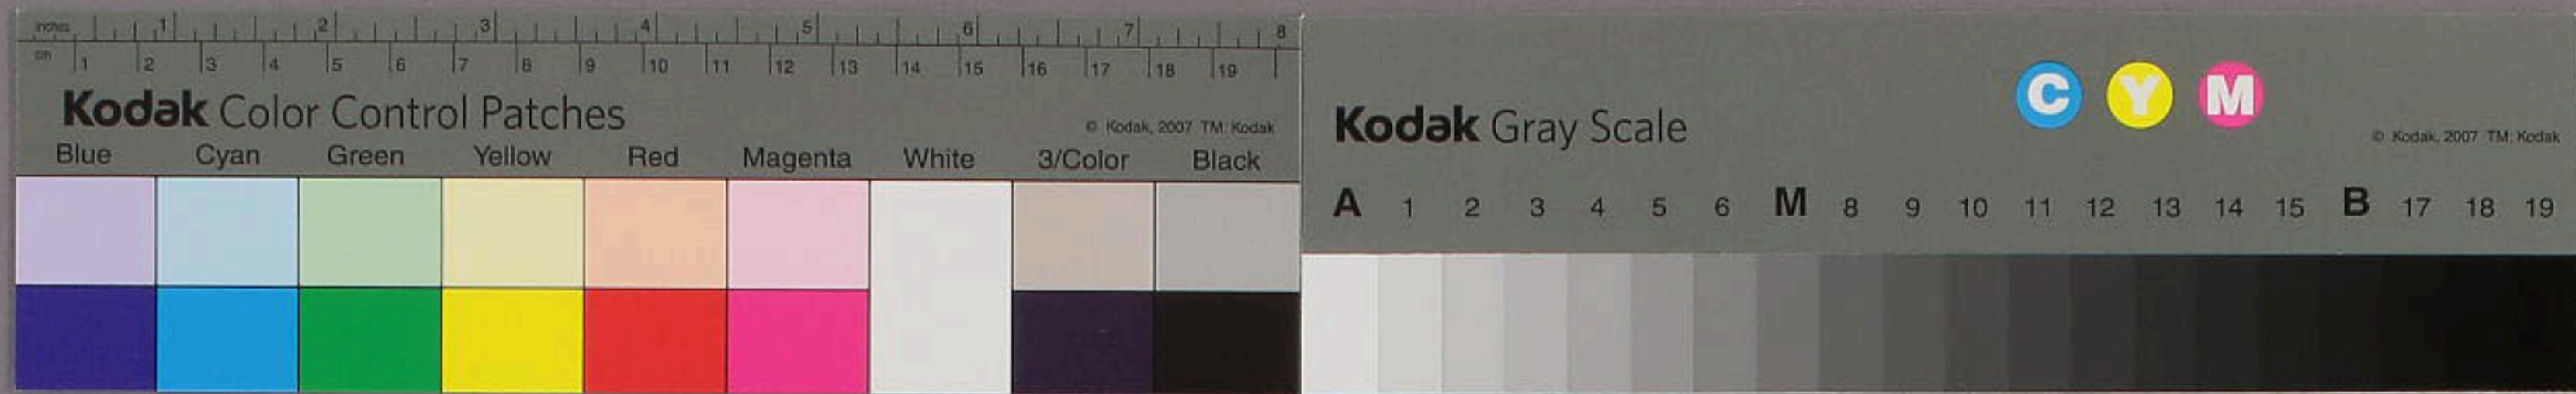 inches 1 2 3 4 5 6 7 8
cm 1 2 3 4 5 6 7 8 9 10 11 12 13 14 15 16 17 18 19
Kodak Color Control Patches
© Kodak, 2007 TM: Kodak
Blue Cyan Green Yellow Red Magenta White 3/Color Black
C Y M
Kodak Gray Scale
© Kodak, 2007 TM: Kodak
A 1 2 3 4 5 6 M 8 9 10 11 12 13 14 15 B 17 18 19